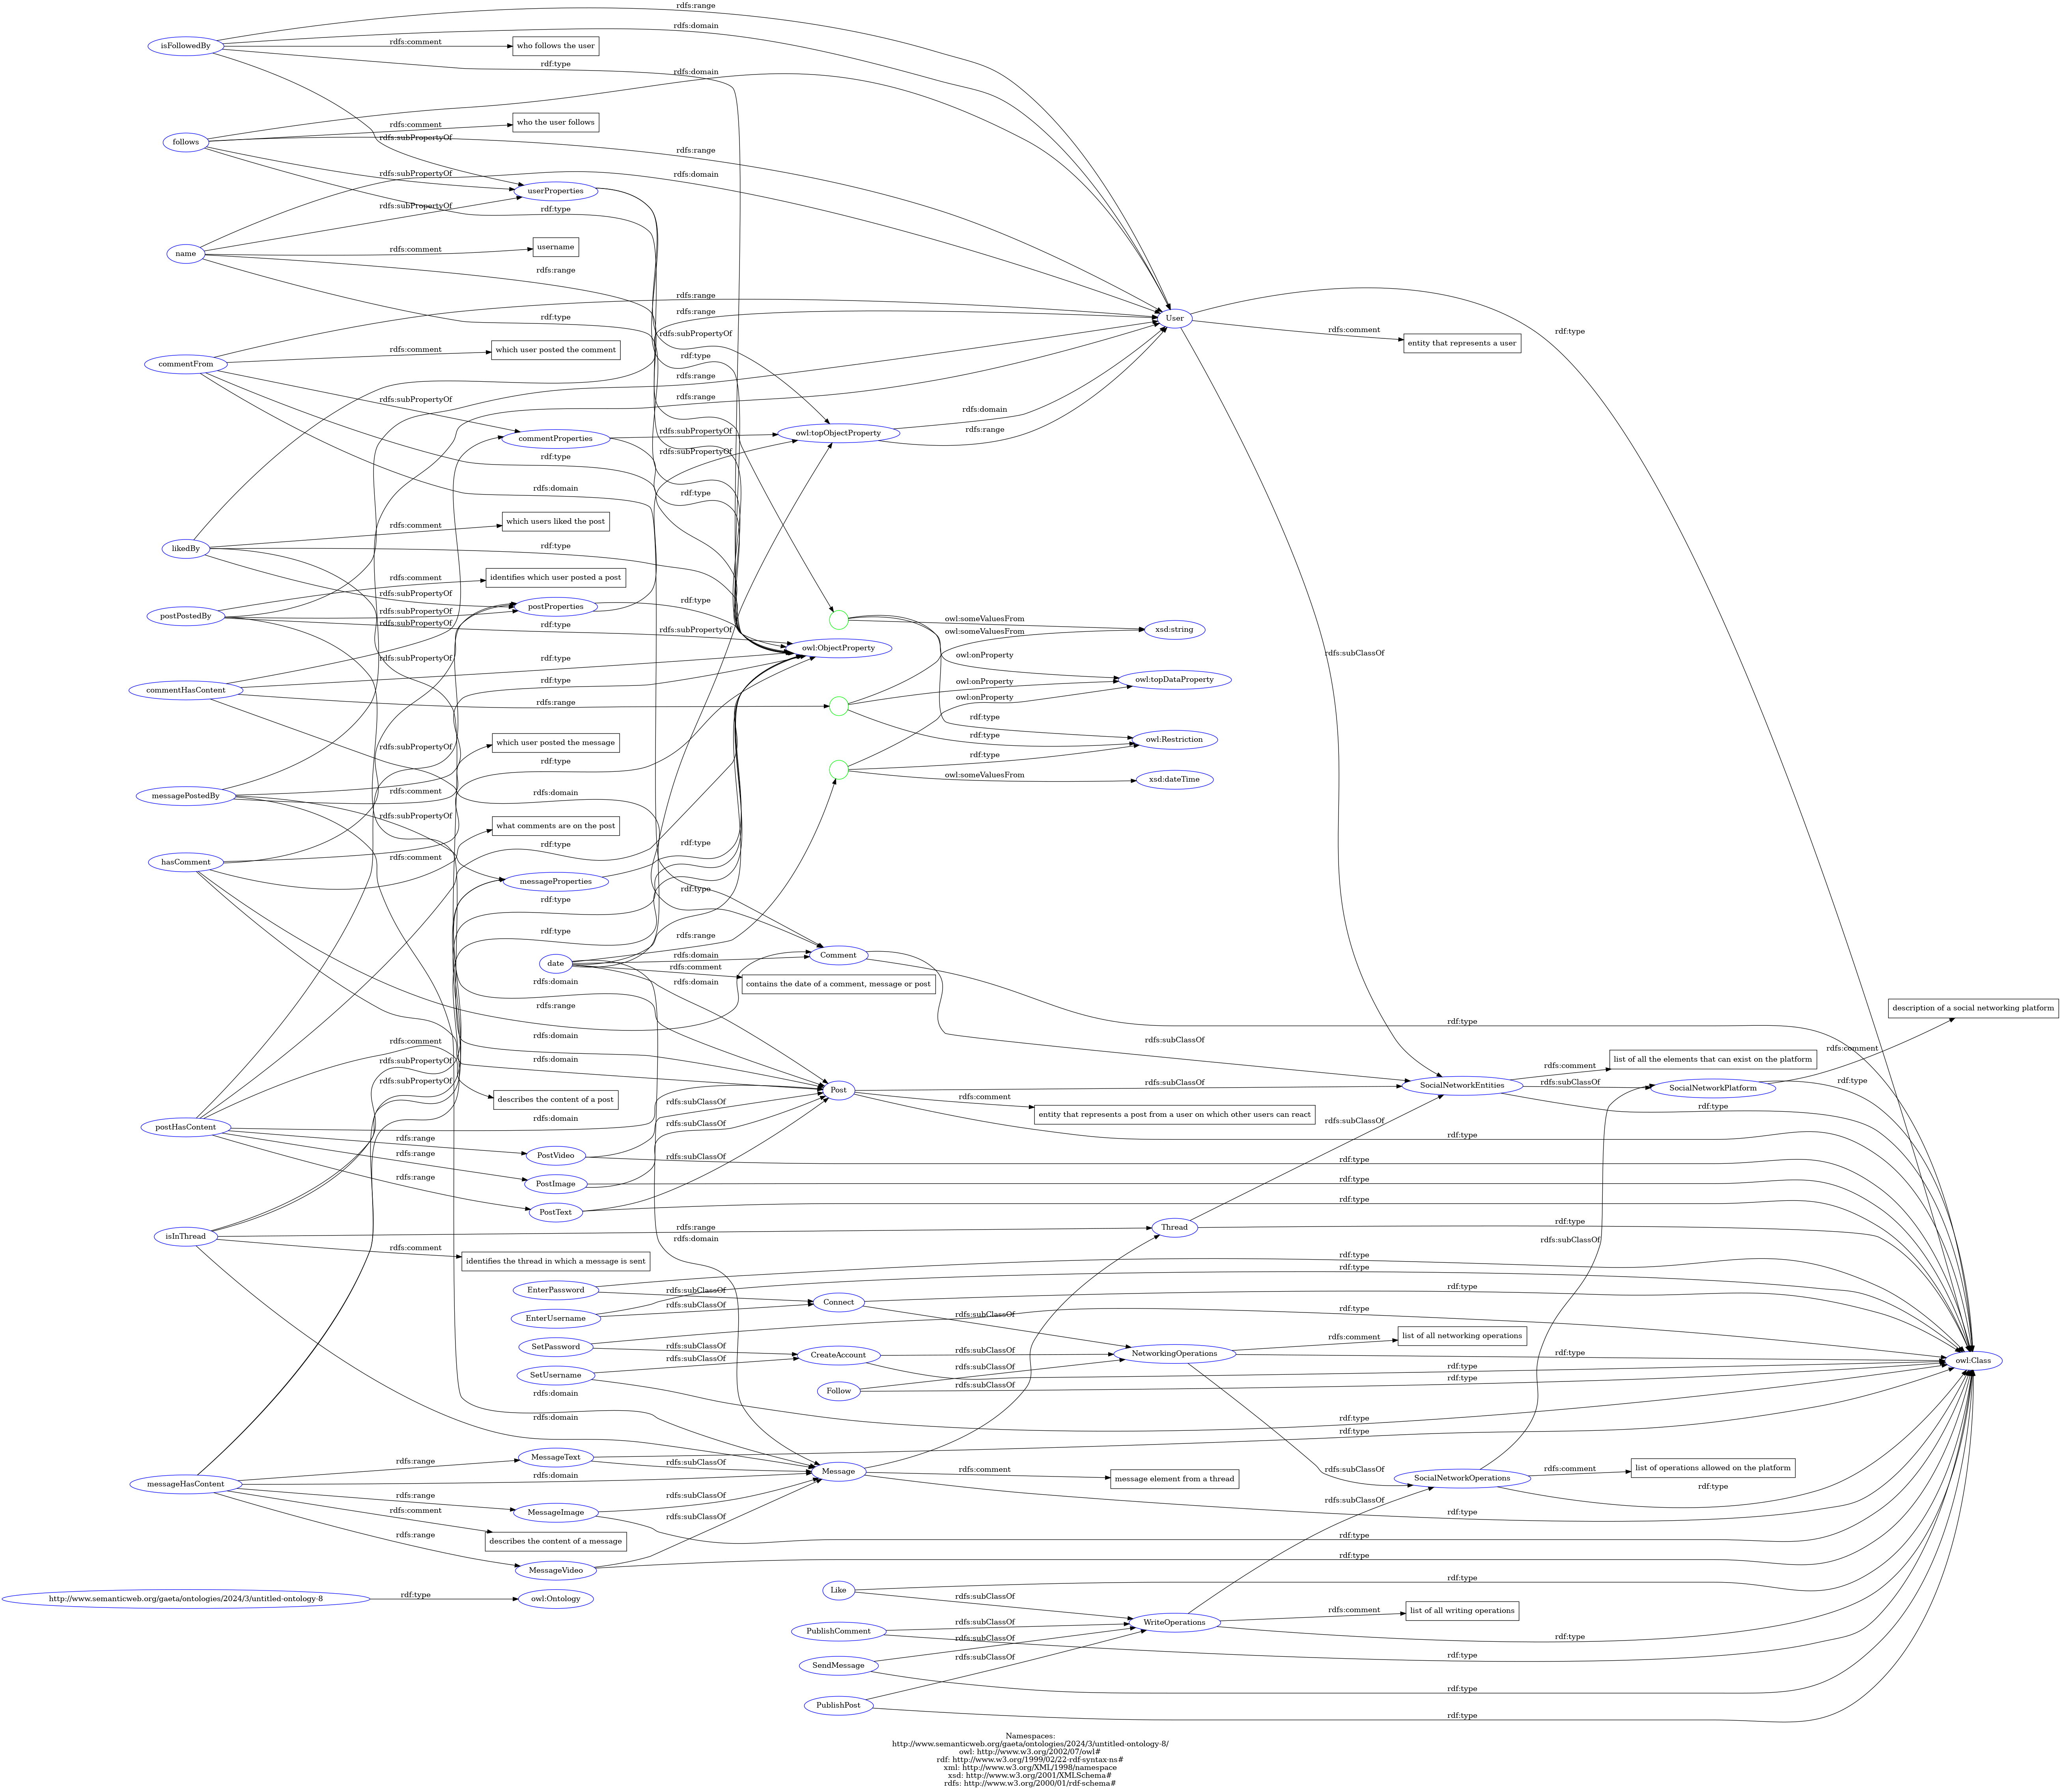 rdfs:range
rdfs:domain
isFollowedBy
rdfs:comment
who follows the user
rdf:type
rdfs:domain
follows
rdfs:comment
who the user follows
rdfs:subPropertyOf
rdfs:range
rdfs:subPropertyOf
rdfs:domain
userProperties
rdfs:subPropertyOf
rdf:type
name
rdfs:comment
username
rdfs:range
rdfs:range
rdf:type
rdfs:range
User
rdfs:comment
entity that represents a user
rdf:type
rdfs:subPropertyOf
commentFrom
rdfs:comment
which user posted the comment
rdf:type
rdfs:range
rdfs:subPropertyOf
rdfs:range
rdfs:domain
commentProperties
rdfs:subPropertyOf
owl:topObjectProperty
rdfs:range
rdf:type
rdfs:subPropertyOf
rdfs:domain
rdf:type
likedBy
rdfs:comment
which users liked the post
rdf:type
rdfs:comment
identifies which user posted a post
rdfs:subPropertyOf
postProperties
rdf:type
postPostedBy
rdfs:subPropertyOf
rdfs:subPropertyOf
rdf:type
rdfs:subPropertyOf
owl:someValuesFrom
xsd:string
owl:someValuesFrom
owl:ObjectProperty
rdfs:subPropertyOf
rdf:type
owl:onProperty
rdfs:subClassOf
commentHasContent
rdf:type
owl:onProperty
owl:topDataProperty
rdfs:range
owl:onProperty
rdf:type
which user posted the message
rdfs:subPropertyOf
rdf:type
rdf:type
owl:Restriction
rdf:type
messagePostedBy
rdfs:comment
rdfs:domain
owl:someValuesFrom
xsd:dateTime
rdfs:subPropertyOf
what comments are on the post
hasComment
rdfs:comment
rdf:type
rdf:type
messageProperties
rdf:type
rdf:type
rdf:type
rdfs:range
date
rdfs:domain
Comment
rdfs:comment
contains the date of a comment, message or post
rdfs:domain
rdfs:domain
rdfs:range
description of a social networking platform
rdf:type
rdfs:domain
rdfs:comment
rdfs:subClassOf
rdfs:comment
rdfs:domain
rdfs:subPropertyOf
list of all the elements that can exist on the platform
rdfs:comment
rdfs:subPropertyOf
Post
rdfs:subClassOf
SocialNetworkEntities
rdfs:subClassOf
SocialNetworkPlatform
rdf:type
describes the content of a post
rdfs:comment
rdfs:subClassOf
rdf:type
entity that represents a post from a user on which other users can react
rdfs:domain
rdfs:subClassOf
rdfs:subClassOf
postHasContent
rdfs:range
rdf:type
PostVideo
rdfs:subClassOf
rdf:type
rdfs:range
PostImage
rdf:type
rdfs:range
PostText
rdf:type
isInThread
rdfs:range
Thread
rdf:type
rdfs:domain
rdfs:subClassOf
rdfs:comment
identifies the thread in which a message is sent
rdf:type
EnterPassword
rdfs:subClassOf
rdf:type
rdf:type
Connect
EnterUsername
rdfs:subClassOf
rdfs:subClassOf
rdf:type
SetPassword
rdfs:subClassOf
rdfs:comment
list of all networking operations
CreateAccount
rdfs:subClassOf
NetworkingOperations
rdf:type
owl:Class
SetUsername
rdfs:subClassOf
rdfs:subClassOf
rdf:type
Follow
rdfs:subClassOf
rdf:type
rdfs:domain
rdfs:domain
rdf:type
rdf:type
MessageText
rdfs:range
rdfs:subClassOf
Message
rdfs:comment
message element from a thread
rdfs:subClassOf
SocialNetworkOperations
rdfs:comment
list of operations allowed on the platform
rdf:type
messageHasContent
rdfs:domain
rdfs:range
rdfs:subClassOf
rdfs:subClassOf
MessageImage
rdf:type
rdfs:comment
describes the content of a message
rdfs:subClassOf
rdf:type
rdfs:range
MessageVideo
rdf:type
http://www.semanticweb.org/gaeta/ontologies/2024/3/untitled-ontology-8
rdf:type
owl:Ontology
Like
rdf:type
rdfs:subClassOf
rdfs:comment
list of all writing operations
PublishComment
rdfs:subClassOf
WriteOperations
rdfs:subClassOf
rdf:type
SendMessage
rdfs:subClassOf
rdf:type
rdf:type
PublishPost
rdf:type
Namespaces:
http://www.semanticweb.org/gaeta/ontologies/2024/3/untitled-ontology-8/
owl: http://www.w3.org/2002/07/owl#
rdf: http://www.w3.org/1999/02/22-rdf-syntax-ns#
xml: http://www.w3.org/XML/1998/namespace
xsd: http://www.w3.org/2001/XMLSchema#
rdfs: http://www.w3.org/2000/01/rdf-schema#